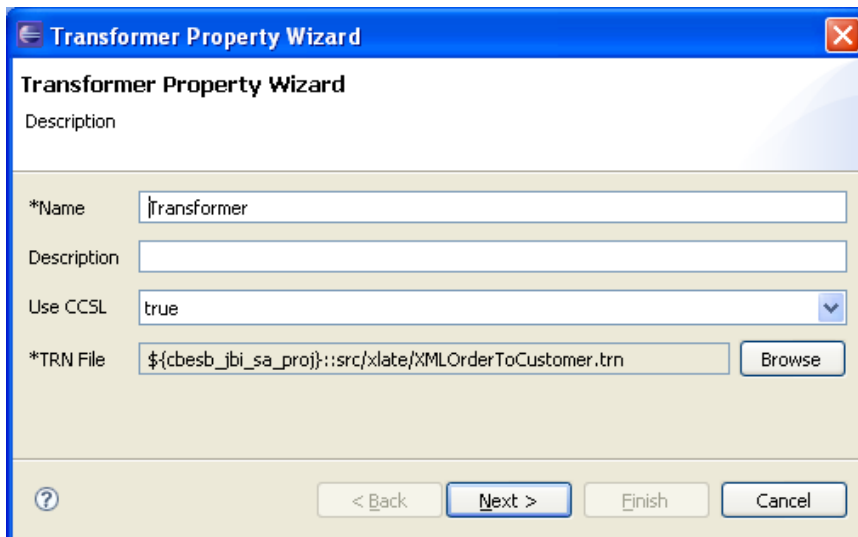 Transformer Property Wizard
Transformer Property Wizard
Description
*Name Transformer
Description
Use CCSL true
*TRN File ${cbesb_jbi_sa_proj}::src/xlate/XMLOrderToCustomer.trn Browse
? < Back Next > Finish Cancel